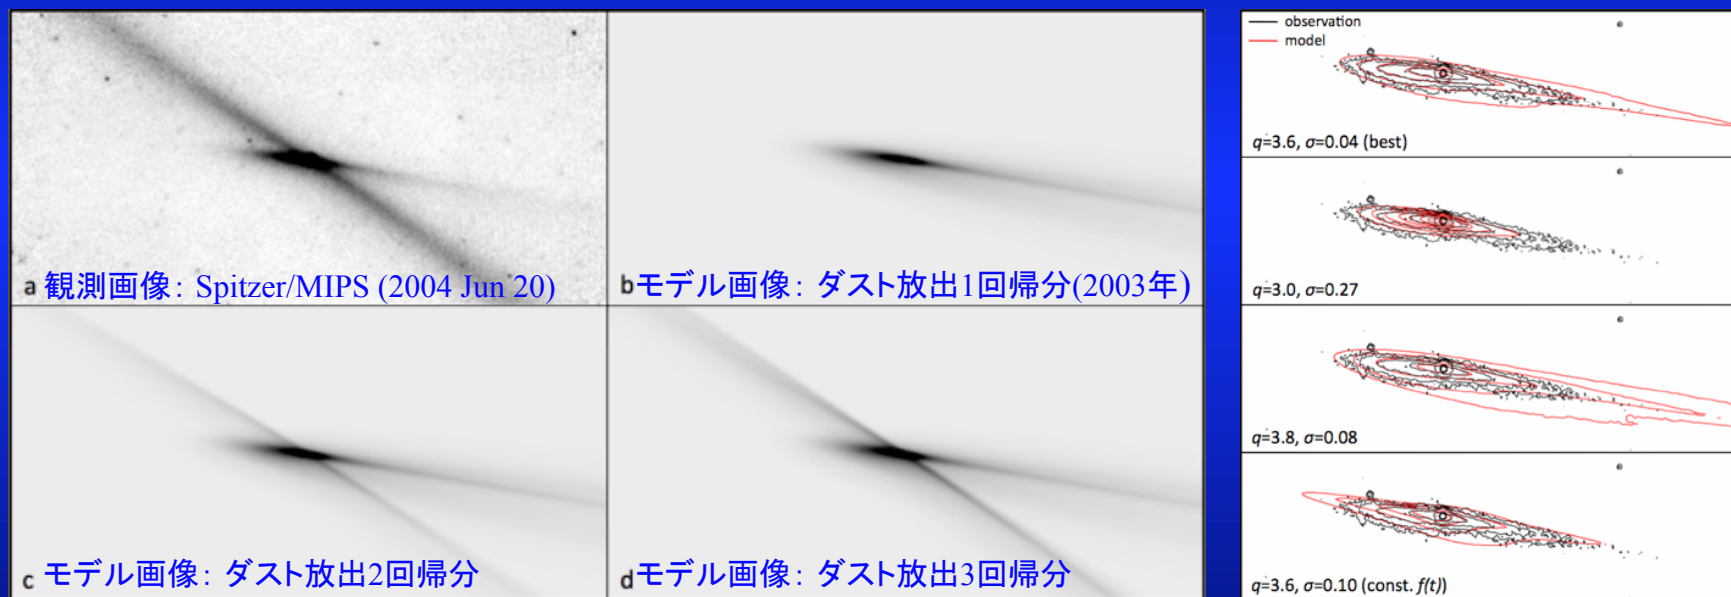 a 観測画像: Spitzer/MIPS (2004 Jun 20)
b モデル画像: ダスト放出1回帰分(2003年)
c モデル画像: ダスト放出2回帰分
d モデル画像: ダスト放出3回帰分
observation
model
q=3.6, σ=0.04 (best)
q=3.0, σ=0.27
q=3.8, σ=0.08
q=3.6, σ=0.10 (const. f(t))